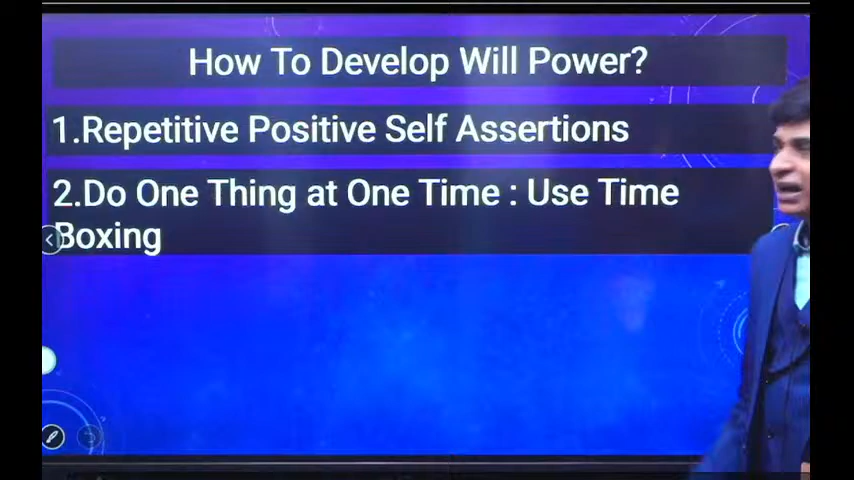 How To Develop Will Power?
1.Repetitive Positive Self Assertions
2.Do One Thing at One Time : Use Time
Boxing